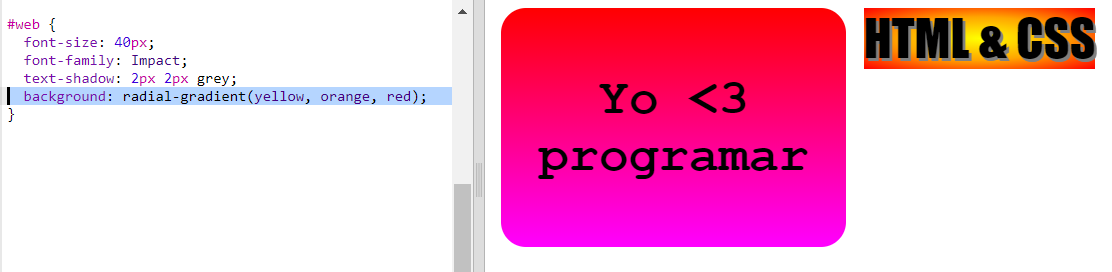 #web {
font-size: 40px;
font-family: Impact;
text-shadow: 2px 2px grey;
background: radial-gradient(yellow, orange, red);
}
Yo <3
programar
HTML & CSS